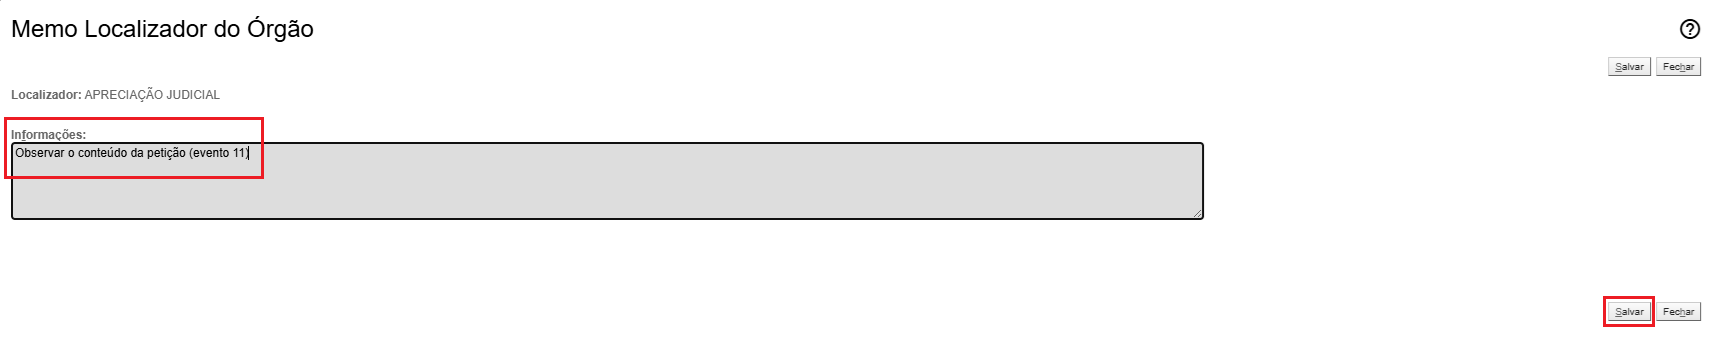 Memo Localizador do Órgão
Salvar Fechar
Localizador: APRECIAÇÃO JUDICIAL
Informações:
Observar o conteúdo da petição (evento 11)
Salvar Fechar